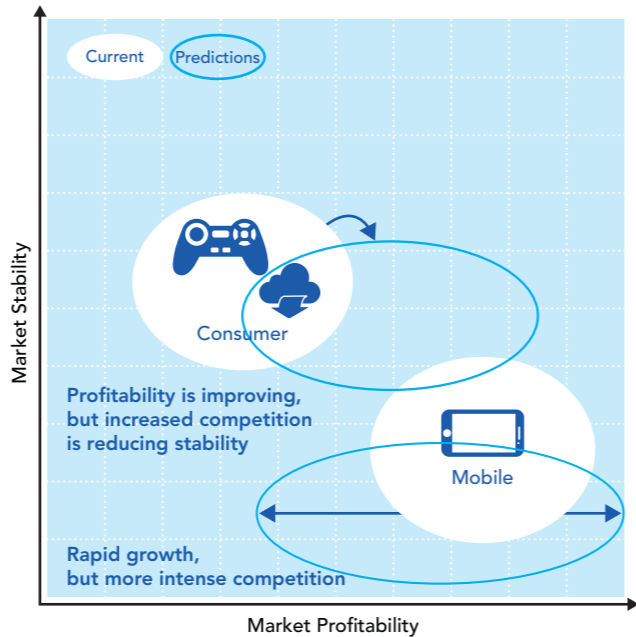 Current
Predictions
Market Stability
Consumer
Profitability is improving,
but increased competition
is reducing stability
Mobile
Rapid growth,
but more intense competition
Market Profitability